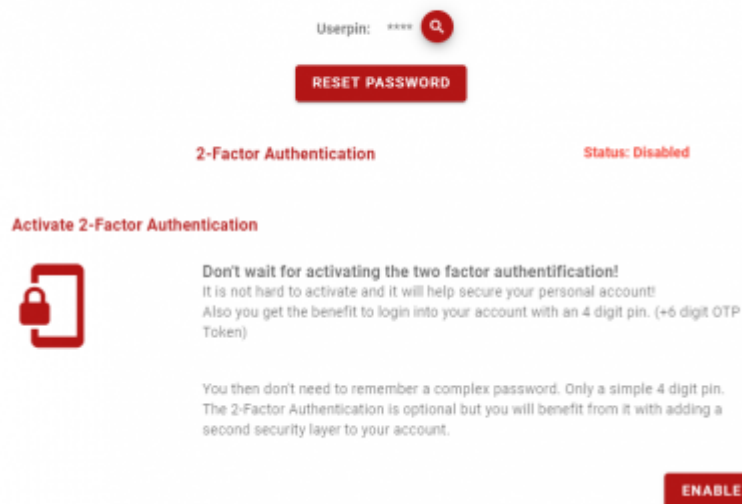 Userpin: ****
RESET PASSWORD
2-Factor Authentication Status: Disabled
Activate 2-Factor Authentication
Don't wait for activating the two factor authentification!
It is not hard to activate and it will help secure your personal account!
Also you get the benefit to login into your account with an 4 digit pin. (+6 digit OTP
Token)
You then don't need to remember a complex password. Only a simple 4 digit pin.
The 2-Factor Authentication is optional but you will benefit from it with adding a
second security layer to your account.
ENABLE